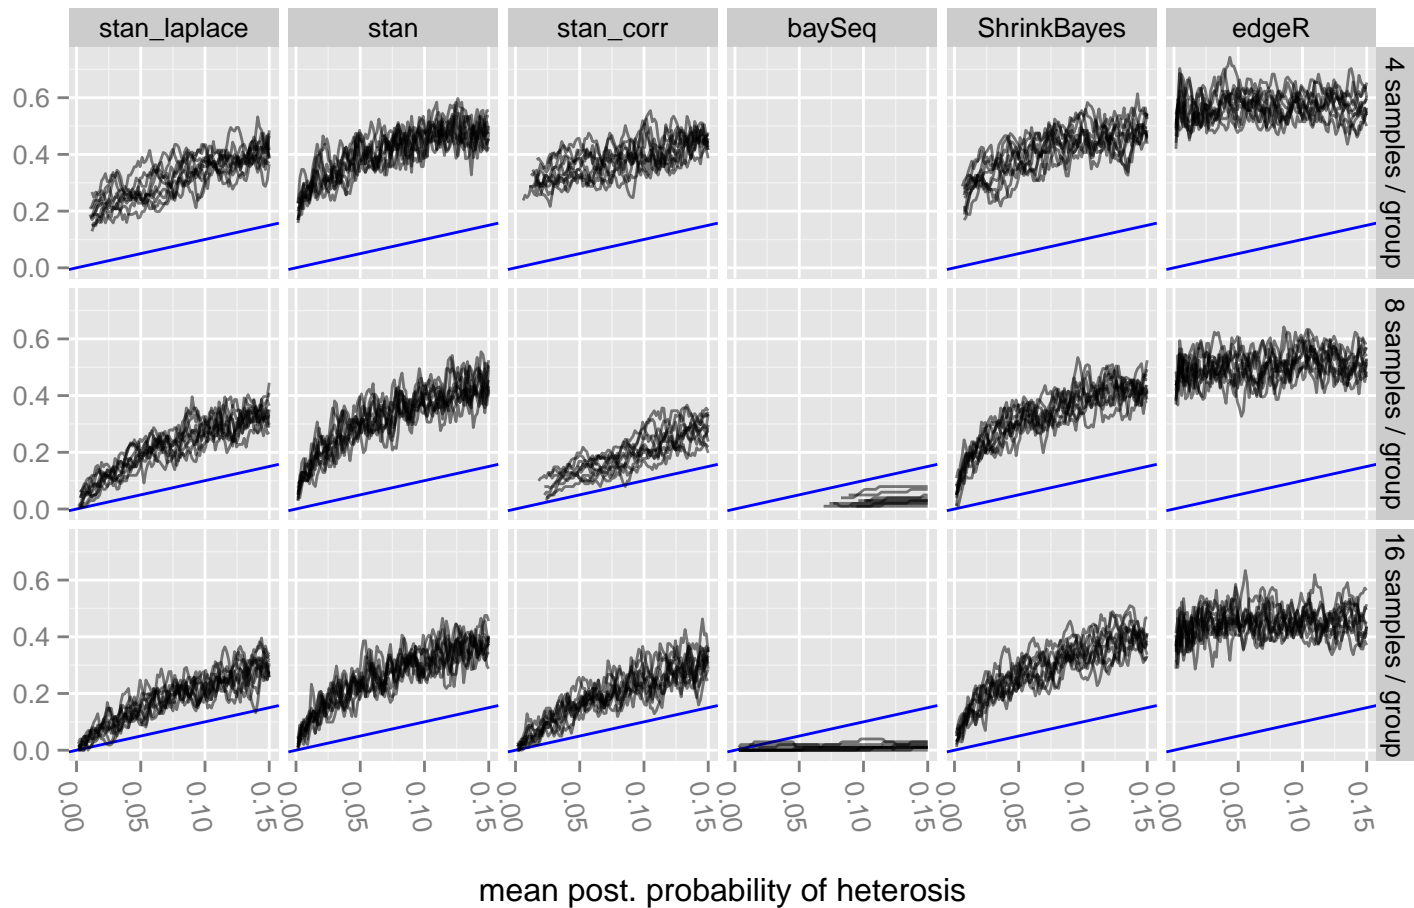 stan_laplace stan stan_corr baySeq ShrinkBayes edgeR
0.6
0.4
0.2
0.0
4 samples / group
0.6
0.4
0.2
0.0
8 samples / group
0.6
0.4
0.2
0.0
16 samples / group
0.00 0.05 0.10 0.15 0.00 0.05 0.10 0.15 0.00 0.05 0.10 0.15 0.00 0.05 0.10 0.15 0.00 0.05 0.10 0.15 0.00 0.05 0.10 0.15
mean post. probability of heterosis